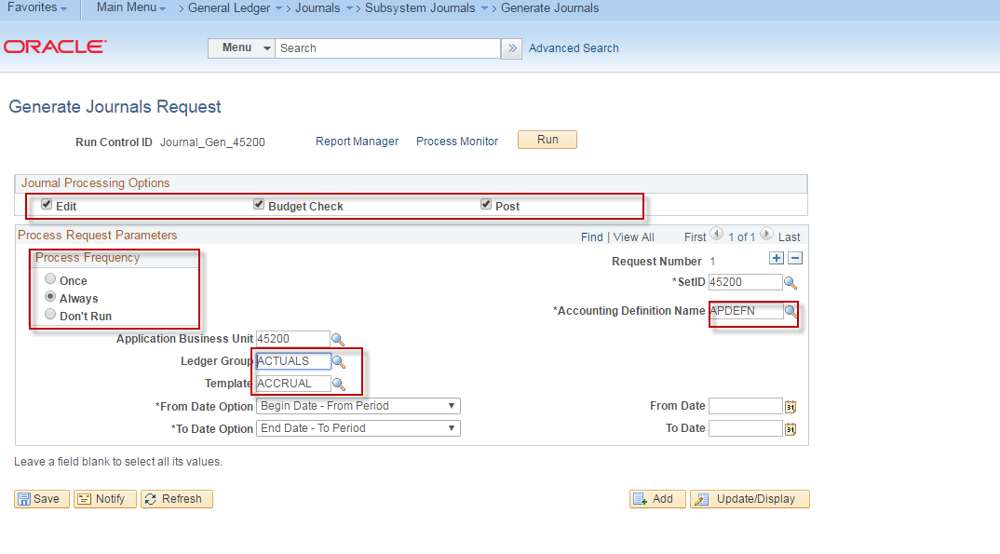 Favorites Main Menu > General Ledger > Journals > Subsystem Journals > Generate Journals
ORACLE
Menu Search » Advanced Search
Generate Journals Request
Run Control ID Journal_Gen_45200 Report Manager Process Monitor Run
Journal Processing Options
Edit Budget Check Post
Process Request Parameters Find | View All First 1 of 1 Last
Process Frequency
Request Number 1
Once
*SetID 45200
Always
*Accounting Definition Name APDEFN
Don't Run
Application Business Unit 45200
Ledger Group ACTUALS
Template ACCRUAL
*From Date Option Begin Date - From Period From Date 31
*To Date Option End Date - To Period To Date 31
Leave a field blank to select all its values.
Save Notify Refresh Add Update/Display